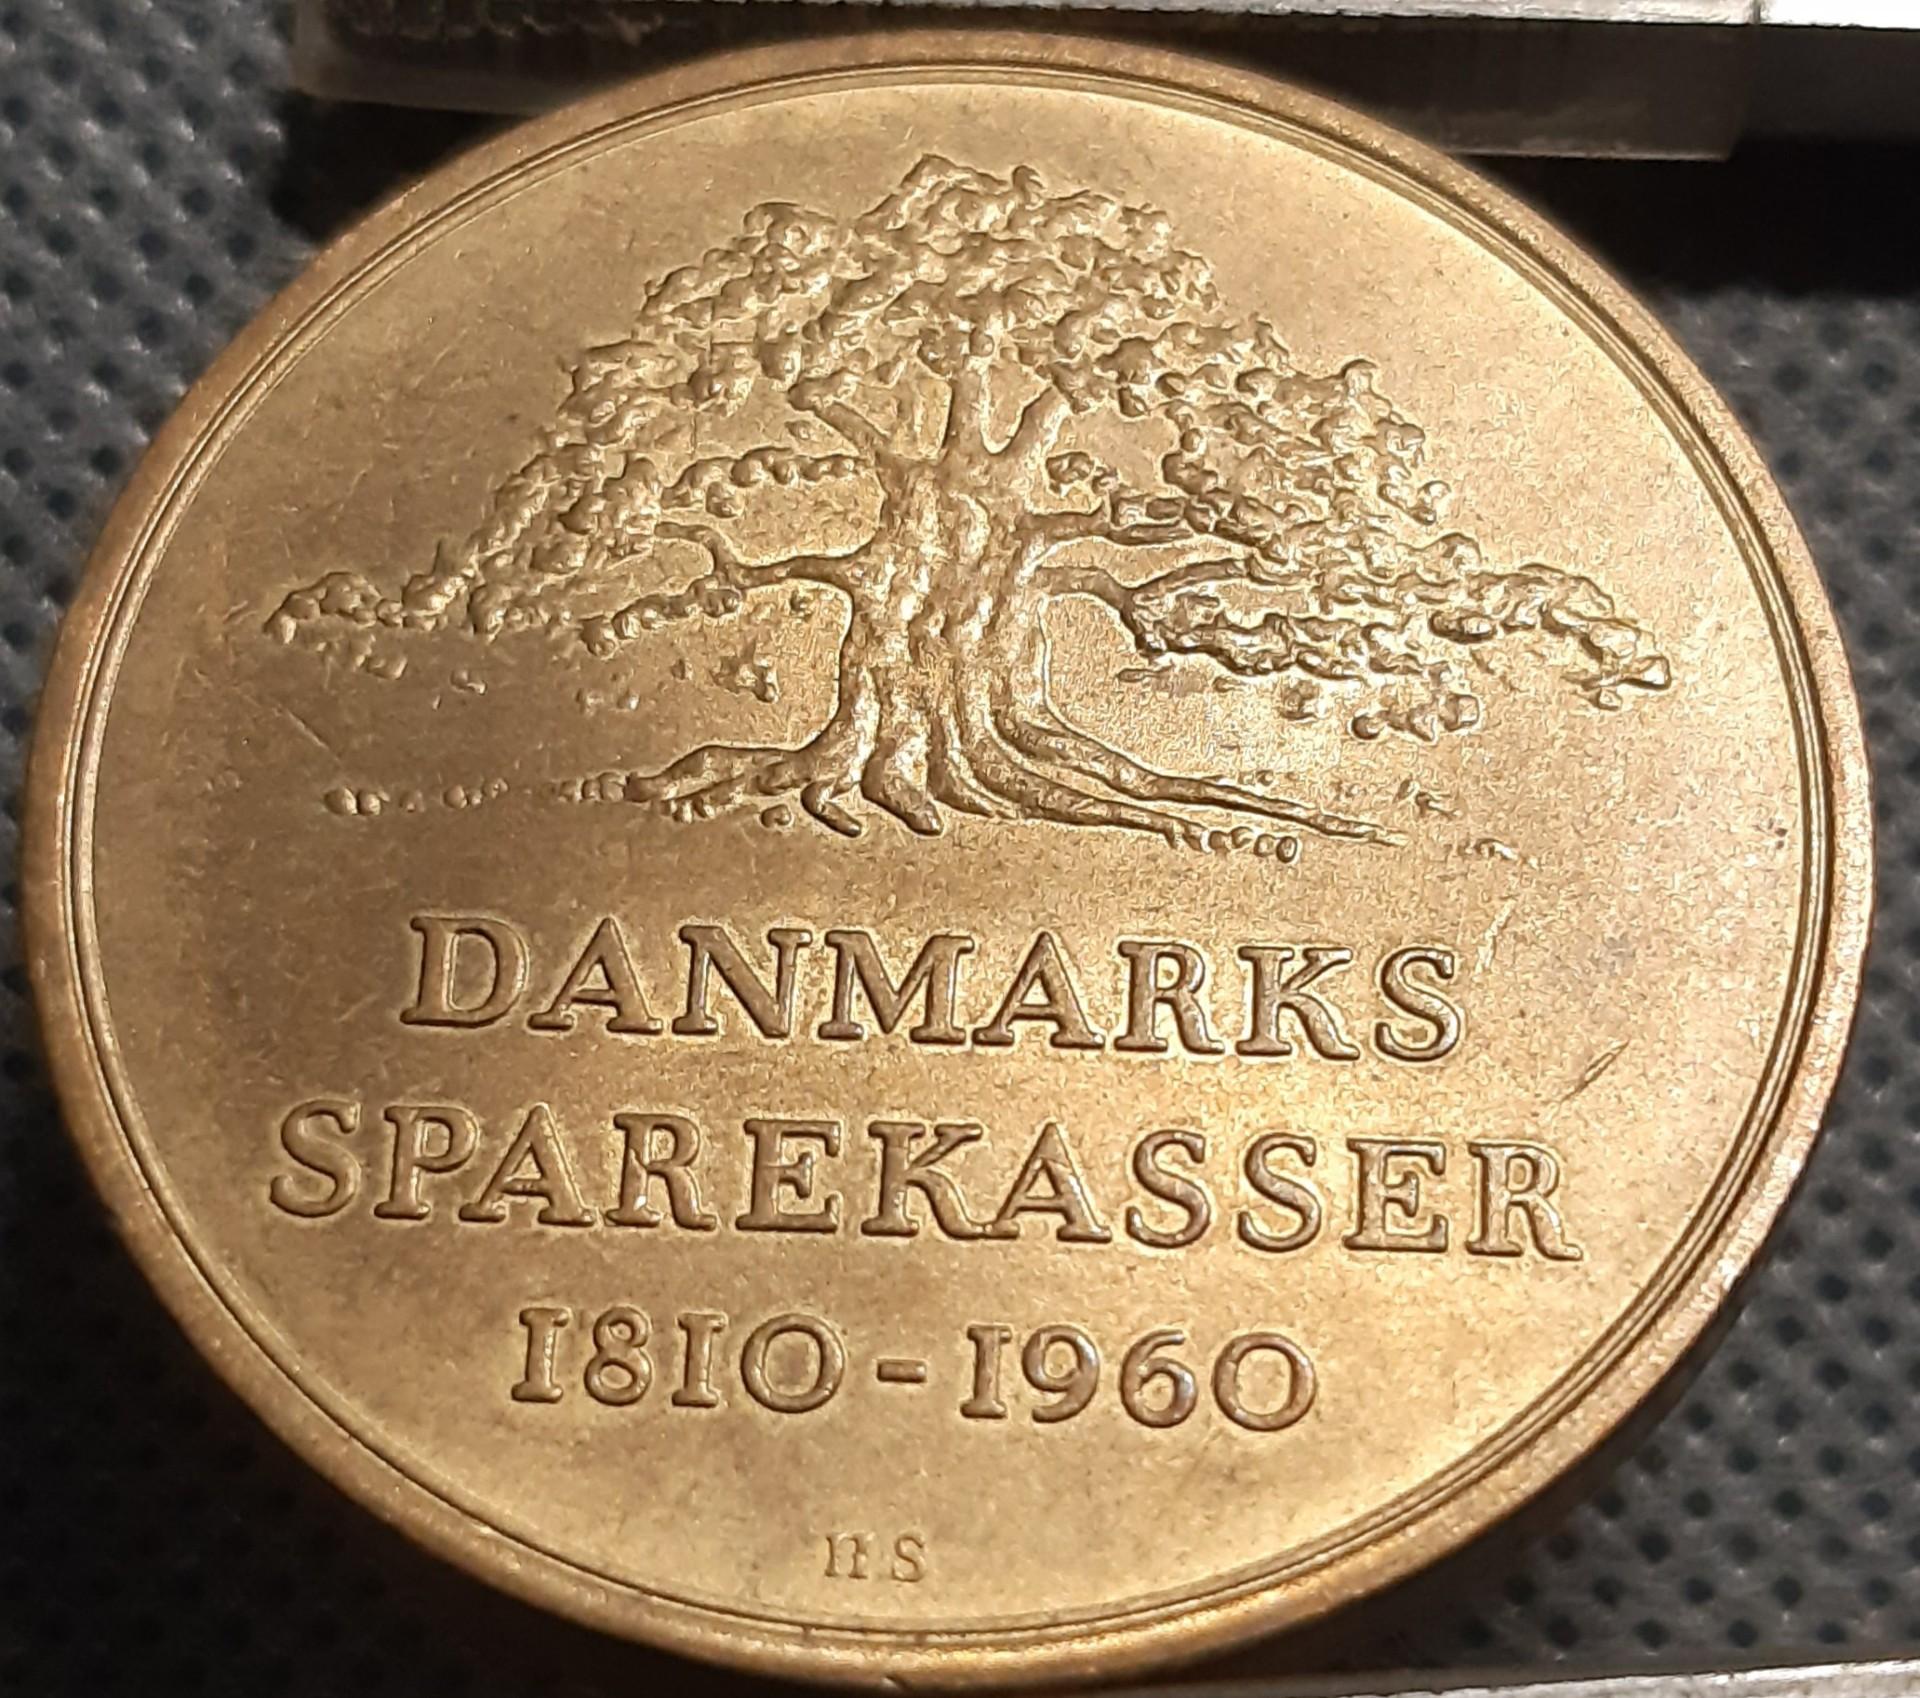 DANMARKS
SPAREKASSER
1810-1960
HS